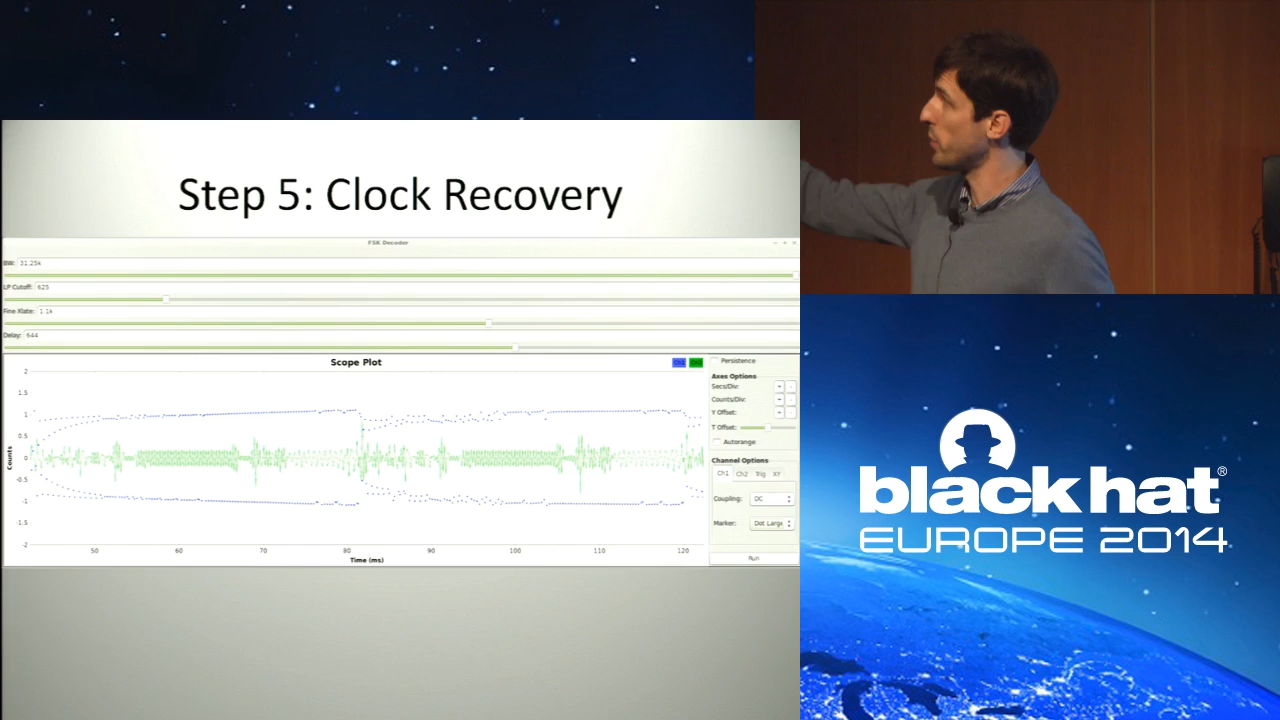 Step 5: Clock Recovery
FSK Decoder
BW: 31.25k
LP Cutoff: 625
Fine Xlate: 1.1k
Delay: 644
Scope Plot
Ch1 Ch2
Persistence
Axes Options
Secs/Div: + -
Counts/Div: + -
Y Offset: + -
T Offset:
Autorange
Channel Options
Ch1 Ch2 Trig XY
Coupling: DC
Marker: Dot Large
Run
Counts
2
1.5
1
0.5
0
-0.5
-1
-1.5
-2
50 60 70 80 90 100 110 120
Time (ms)
black hat®
EUROPE 2014